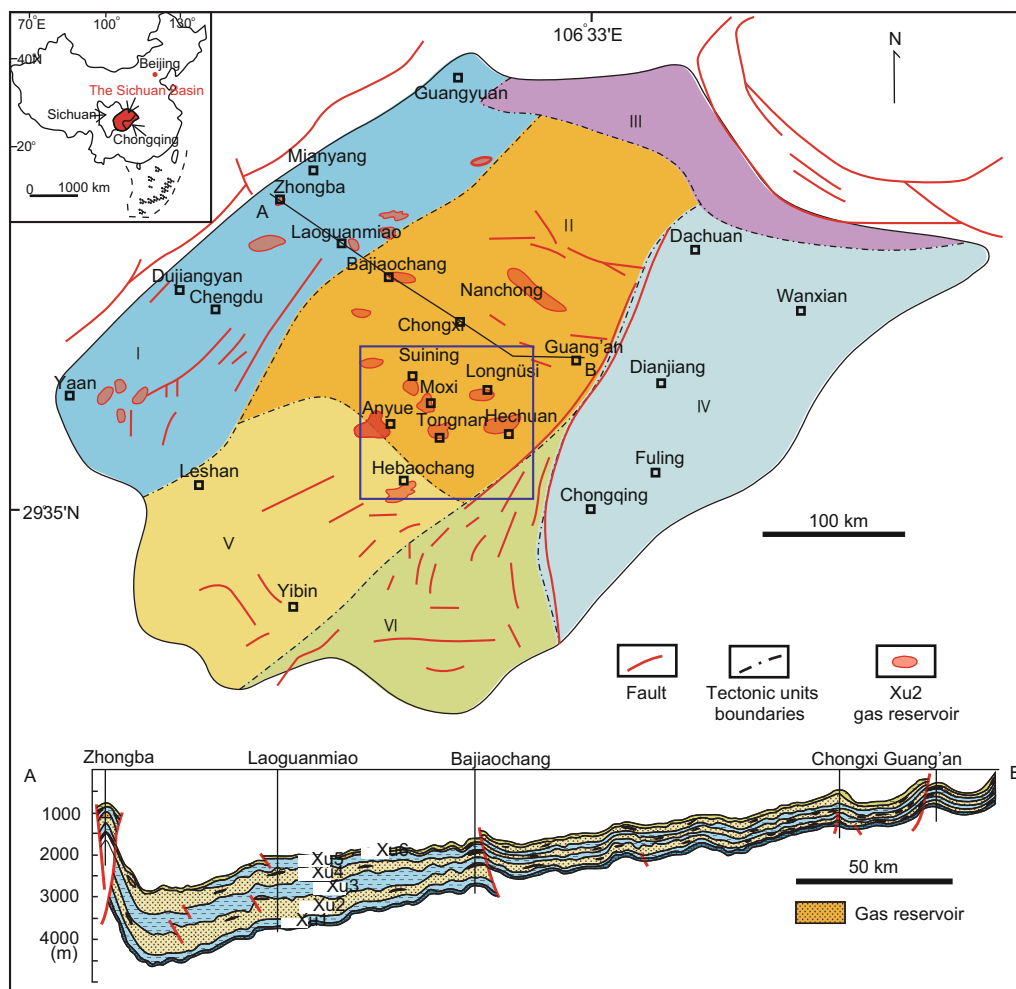 70 E
100
130
40N
Beijing
The Sichuan Basin
Sichuan
Chongqing
20°
0 1000 km
106°33'E
N
Guangyuan
III
Mianyang
Zhongba
A
Laoguanmiao
II
Dachuan
Bajiaochang
Dujiangyan
Chengdu
Nanchong
Wanxian
Chongxi
Guang'an
B
I
Suining
Longnüsi
Dianjiang
Yaan
Moxi
IV
Anyue
Tongnan
Hechuan
Leshan
Hebaochang
Fuling
Chongqing
2935'N
100 km
V
Yibin
VI
Fault
Tectonic units
boundaries
Xu2
gas reservoir
Zhongba
Laoguanmiao
Bajiaochang
Chongxi Guang'an
A
B
1000
2000
3000
4000
(m)
Xu6
Xu5
Xu4
Xu3
Xu2
Xu1
50 km
Gas reservoir